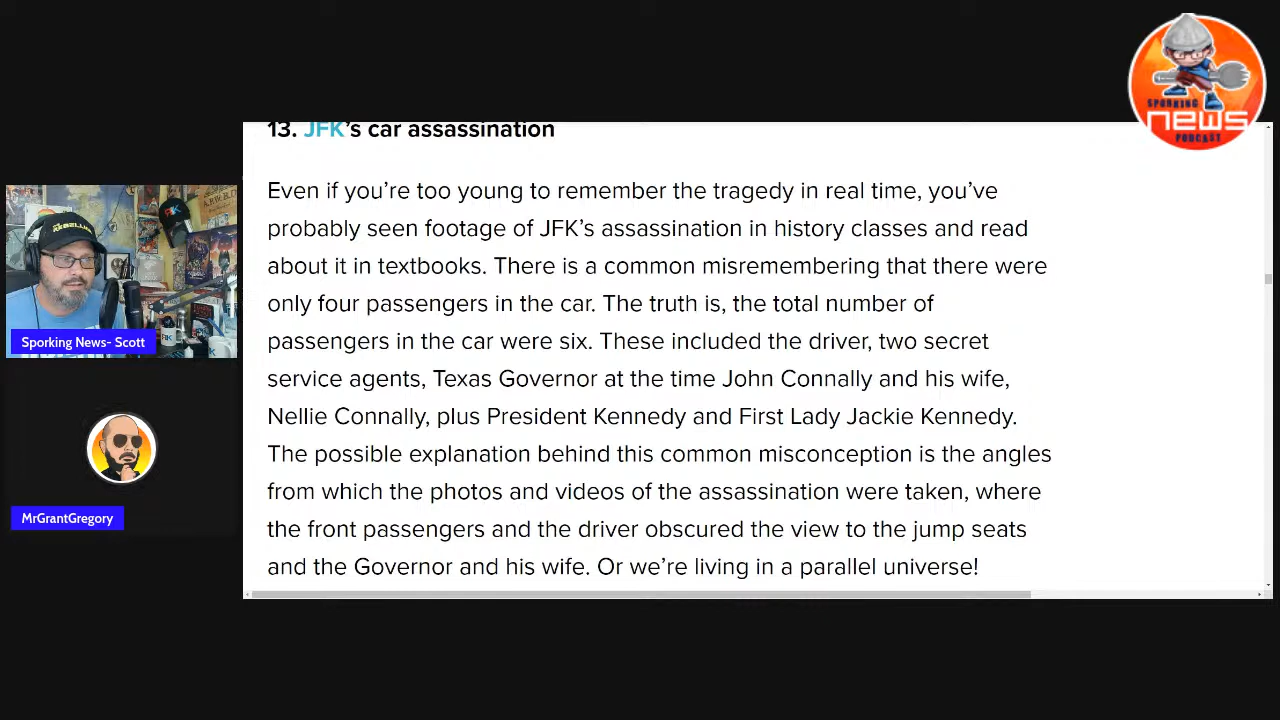 13. JFK’s car assassination
Even if you’re too young to remember the tragedy in real time, you’ve
probably seen footage of JFK’s assassination in history classes and read
about it in textbooks. There is a common misremembering that there were
only four passengers in the car. The truth is, the total number of
passengers in the car were six. These included the driver, two secret
service agents, Texas Governor at the time John Connally and his wife,
Nellie Connally, plus President Kennedy and First Lady Jackie Kennedy.
The possible explanation behind this common misconception is the angles
from which the photos and videos of the assassination were taken, where
the front passengers and the driver obscured the view to the jump seats
and the Governor and his wife. Or we’re living in a parallel universe!
Sporking News- Scott
MrGrantGregory
SPORKING
NEWS
PODCAST